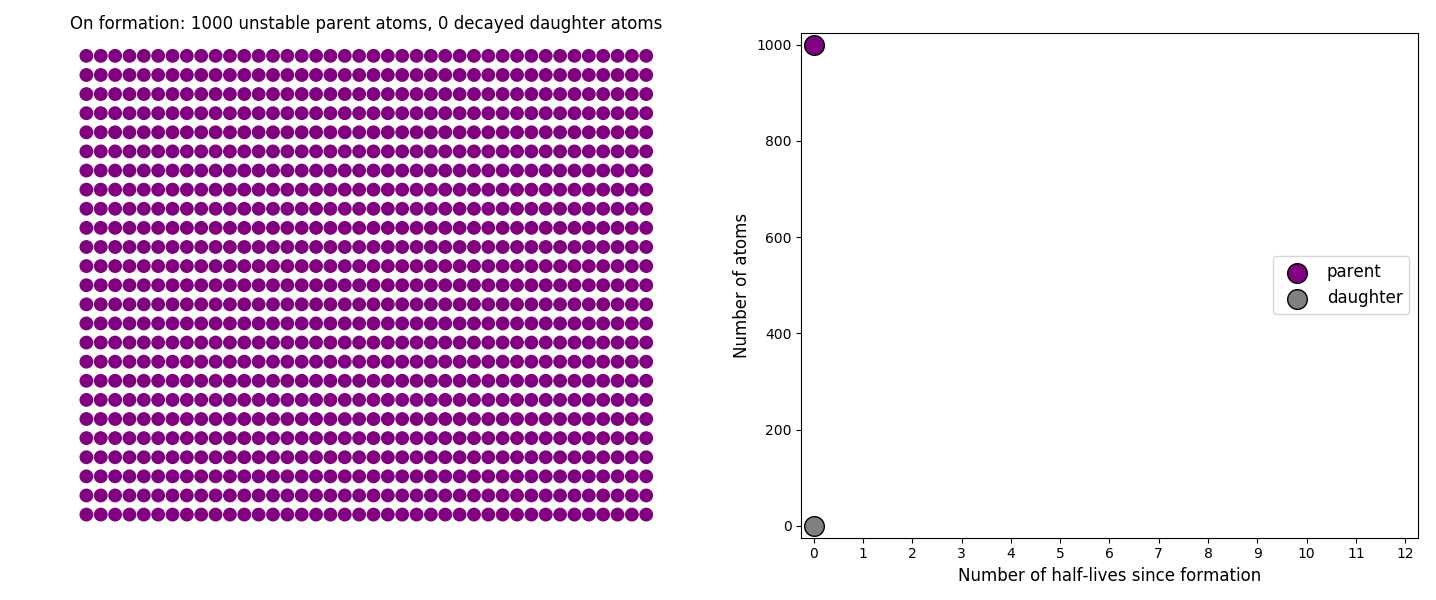 On formation: 1000 unstable parent atoms, 0 decayed daughter atoms
1000
800
600
400
200
0
Number of atoms
parent
daughter
0 1 2 3 4 5 6 7 8 9 10 11 12
Number of half-lives since formation